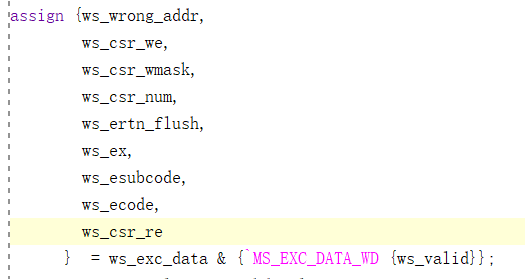 assign {ws_wrong_addr,
ws_csr_we,
ws_csr_wmask,
ws_csr_num,
ws_ertn_flush,
ws_ex,
ws_esubcode,
ws_ecode,
ws_csr_re
}  = ws_exc_data & {`MS_EXC_DATA_WD {ws_valid}};